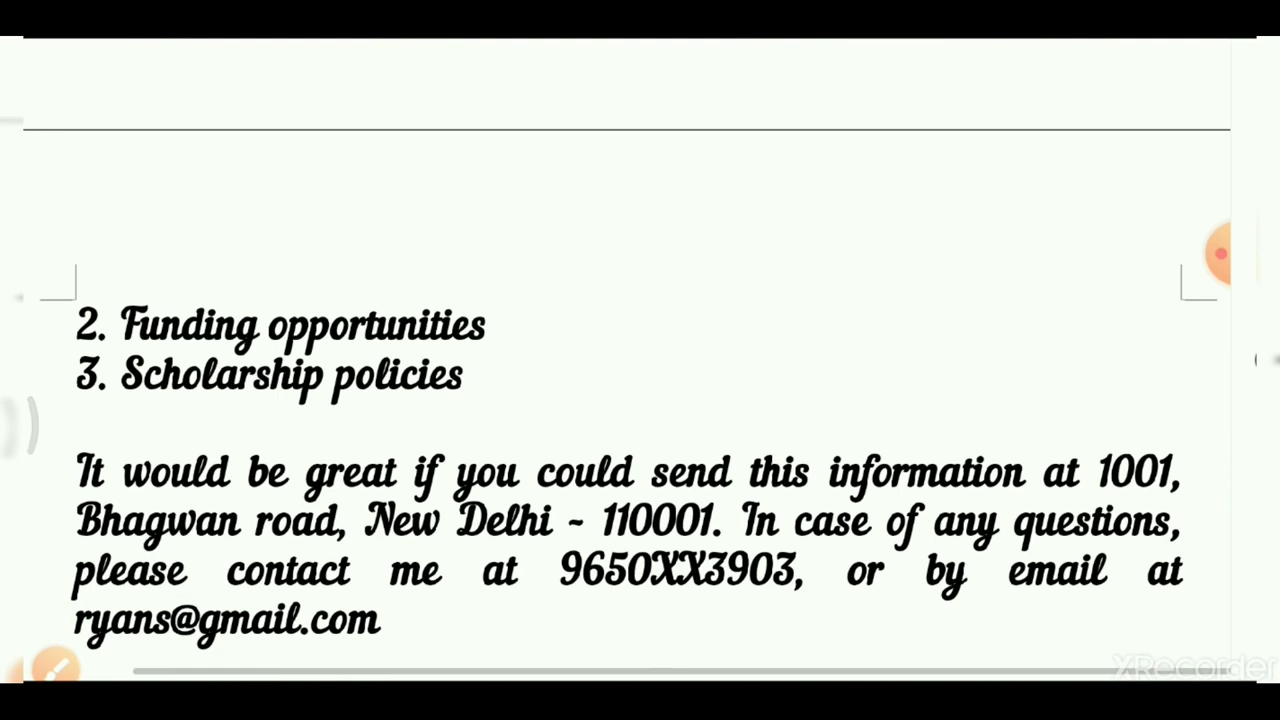 2. Funding opportunities
3. Scholarship policies
It would be great if you could send this information at 1001,
Bhagwan road, New Delhi - 110001. In case of any questions,
please contact me at 9650XX3903, or by email at
ryans@gmail.com
XRecorder